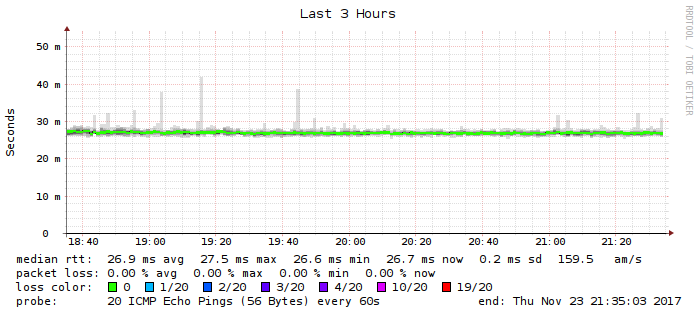 Last 3 Hours
RRDTOOL / TOBI OETIKER
Seconds
50 m
40 m
30 m
20 m
10 m
0
18:40 19:00 19:20 19:40 20:00 20:20 20:40 21:00 21:20
median rtt: 26.9 ms avg 27.5 ms max 26.6 ms min 26.7 ms now 0.2 ms sd 159.5 am/s
packet loss: 0.00 % avg 0.00 % max 0.00 % min 0.00 % now
loss color: 0 1/20 2/20 3/20 4/20 10/20 19/20
probe: 20 ICMP Echo Pings (56 Bytes) every 60s end: Thu Nov 23 21:35:03 2017